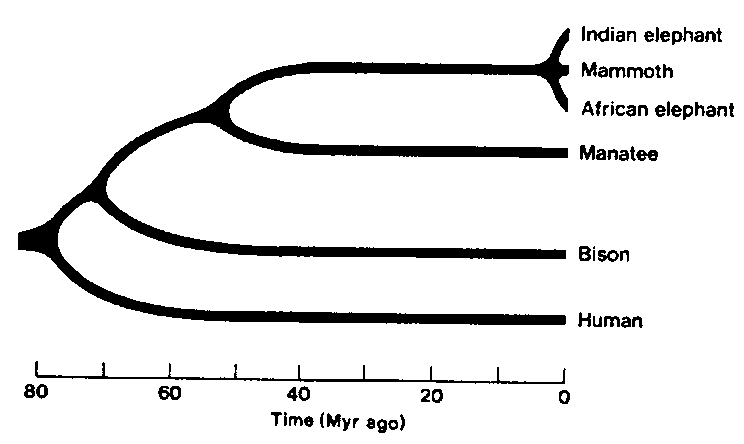 Indian elephant
Mammoth
African elephant
Manatee
Bison
Human
80 60 40 20 0
Time (Myr ago)